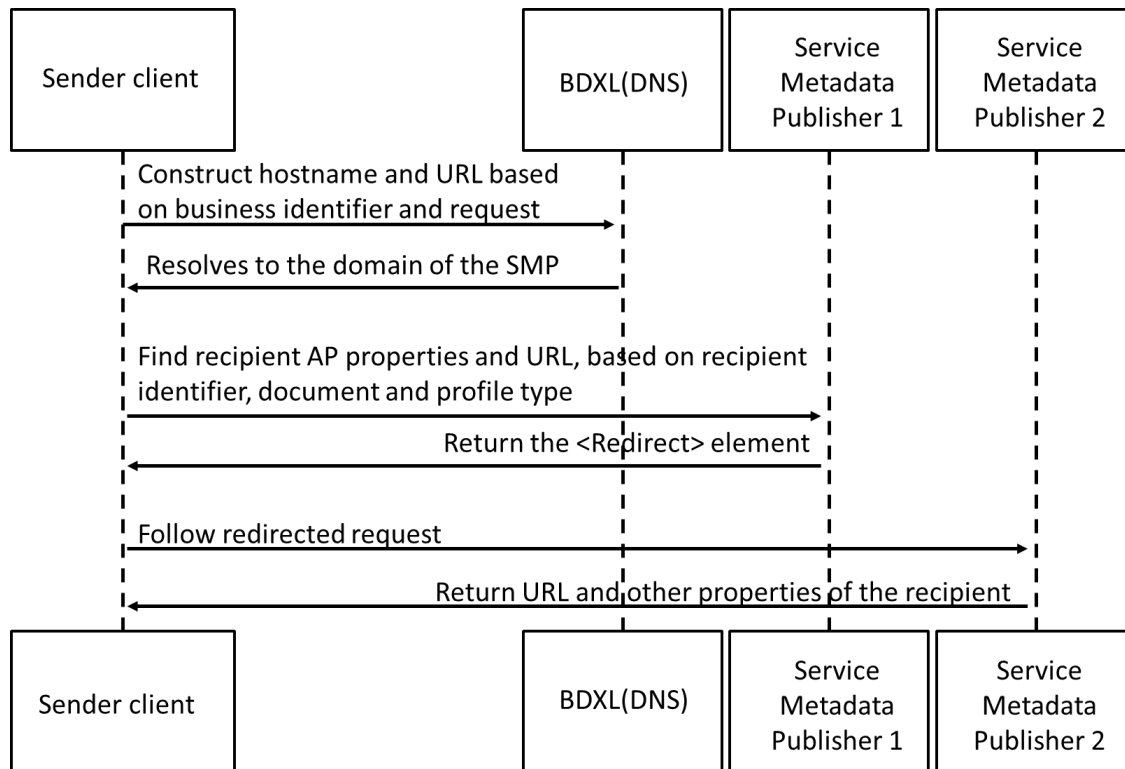 Sender client
BDXL(DNS)
Service
Metadata
Publisher 1
Service
Metadata
Publisher 2
Construct hostname and URL based
on business identifier and request
Resolves to the domain of the SMP
Find recipient AP properties and URL, based on recipient
identifier, document and profile type
Return the <Redirect> element
Follow redirected request
Return URL and other properties of the recipient
Sender client
BDXL(DNS)
Service
Metadata
Publisher 1
Service
Metadata
Publisher 2